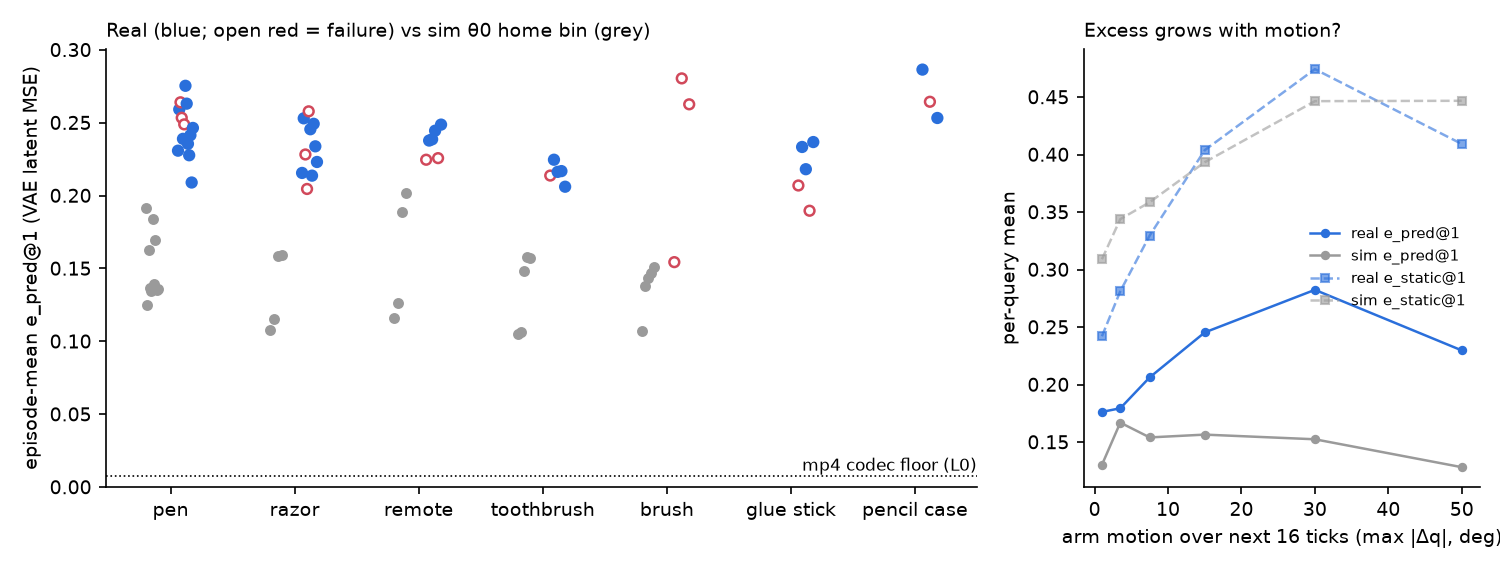 Real (blue; open red = failure) vs sim θ0 home bin (grey)
episode-mean e_pred@1 (VAE latent MSE)
0.30
0.25
0.20
0.15
0.10
0.05
0.00
mp4 codec floor (L0)
pen
razor
remote
toothbrush
brush
glue stick
pencil case
Excess grows with motion?
per-query mean
0.45
0.40
0.35
0.30
0.25
0.20
0.15
real e_pred@1
sim e_pred@1
real e_static@1
sim e_static@1
0
10
20
30
40
50
arm motion over next 16 ticks (max |Δq|, deg)